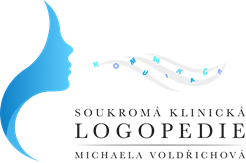 KOMUNIKACE
SOUKROMÁ KLINICKÁ
LOGOPEDIE
MICHAELA VOLDŘICHOVÁ